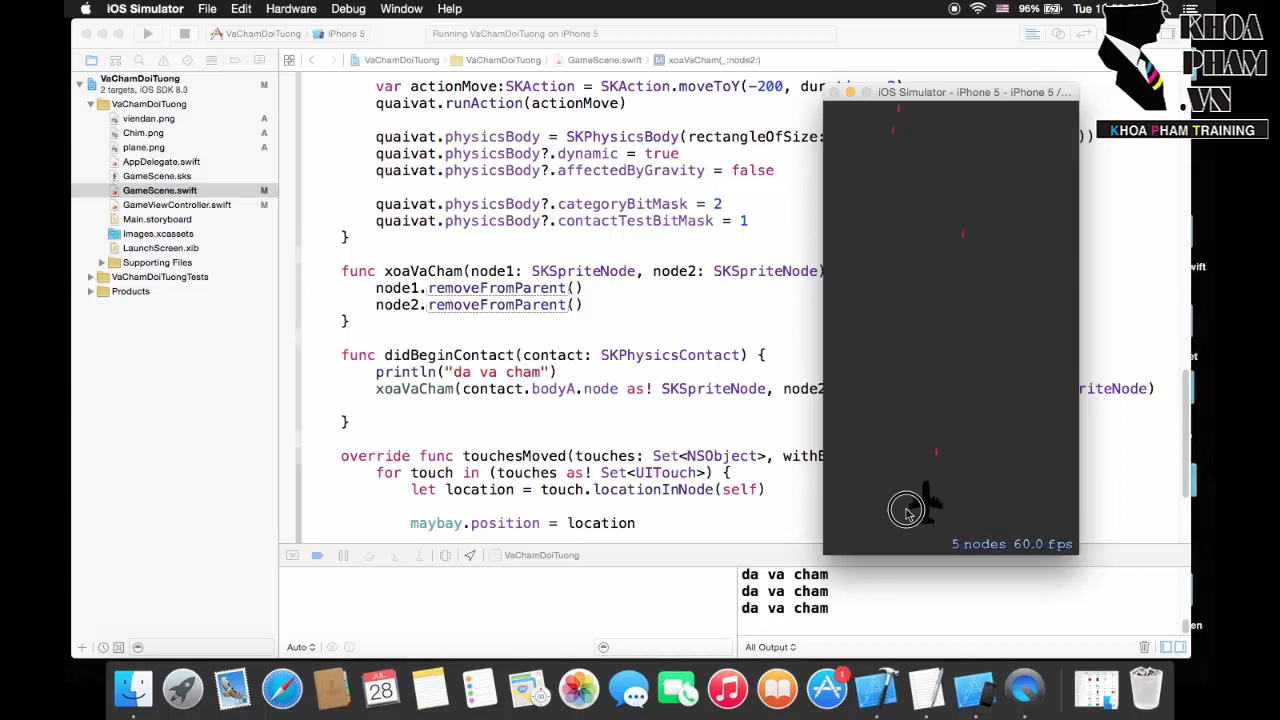 iOS Simulator File Edit Hardware Debug Window Help
96% Tue 1
KHOA
PHAM
.VN
KHOA PHAM TRAINING
VaChamDoiTuong iPhone 5 Running VaChamDoiTuong on iPhone 5
VaChamDoiTuong VaChamDoiTuong GameScene.swift M xoaVaCham(_:node2:)
VaChamDoiTuong
2 targets, iOS SDK 8.3
M
VaChamDoiTuong
viendan.png A
Chim.png A
plane.png A
AppDelegate.swift
GameScene.sks
GameScene.swift M
GameViewController.swift M
Main.storyboard
Images.xcassets
LaunchScreen.xib
Supporting Files
VaChamDoiTuongTests
Products
var actionMove:SKAction = SKAction.moveToY(-200,
quaivat.runAction(actionMove)
quaivat.physicsBody = SKPhysicsBody(rectangleOfSize: ))
quaivat.physicsBody?.dynamic = true
quaivat.physicsBody?.affectedByGravity = false
quaivat.physicsBody?.categoryBitMask = 2
quaivat.physicsBody?.contactTestBitMask = 1
}
func xoaVaCham(node1: SKSpriteNode, node2: SKSpriteNode)
node1.removeFromParent()
node2.removeFromParent()
}
func didBeginContact(contact: SKPhysicsContact) {
println("da va cham")
xoaVaCham(contact.bodyA.node as! SKSpriteNode, node2 riteNode)
}
override func touchesMoved(touches: Set<NSObject>, withE
for touch in (touches as! Set<UITouch>) {
let location = touch.locationInNode(self)
maybay.position = location
iOS Simulator - iPhone 5 - iPhone 5 /...
5 nodes 60.0 fps
wift
et
en
VaChamDoiTuong
da va cham
da va cham
da va cham
Auto
All Output
JUL
28
1